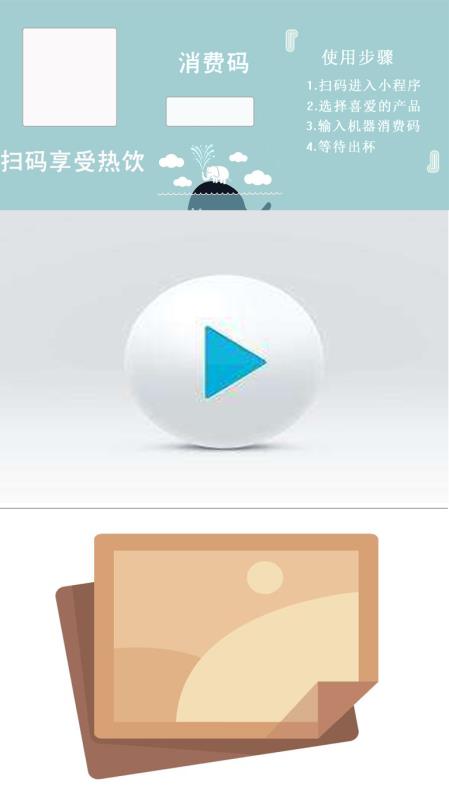 消费码
扫码享受热饮
使用步骤
1.扫码进入小程序
2.选择喜爱的产品
3.输入机器消费码
4.等待出杯